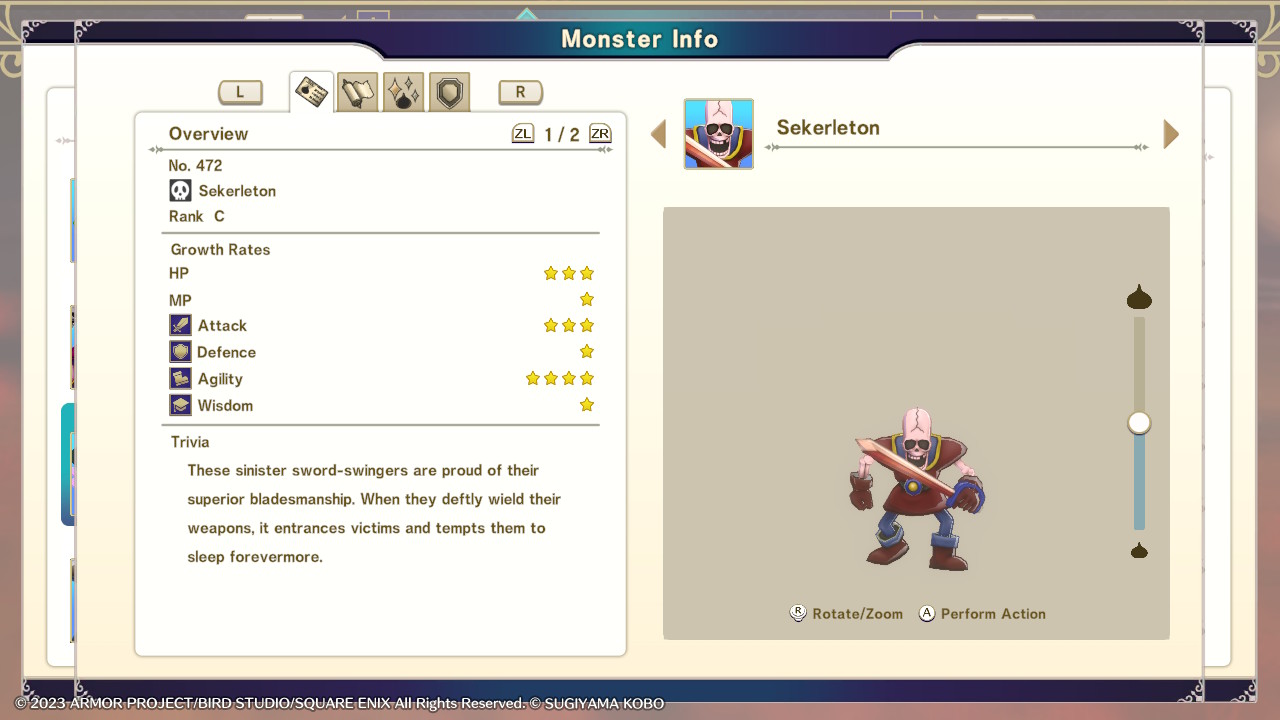 Monster Info
L
R
Overview
ZL 1 / 2 ZR
No. 472
Sekerleton
Rank C
Growth Rates
HP
MP
Attack
Defence
Agility
Wisdom
Trivia
These sinister sword-swingers are proud of their
superior bladesmanship. When they deftly wield their
weapons, it entrances victims and tempts them to
sleep forevermore.
Sekerleton
R Rotate/Zoom A Perform Action
© 2023 ARMOR PROJECT/BIRD STUDIO/SQUARE ENIX All Rights Reserved. © SUGIYAMA KOBO